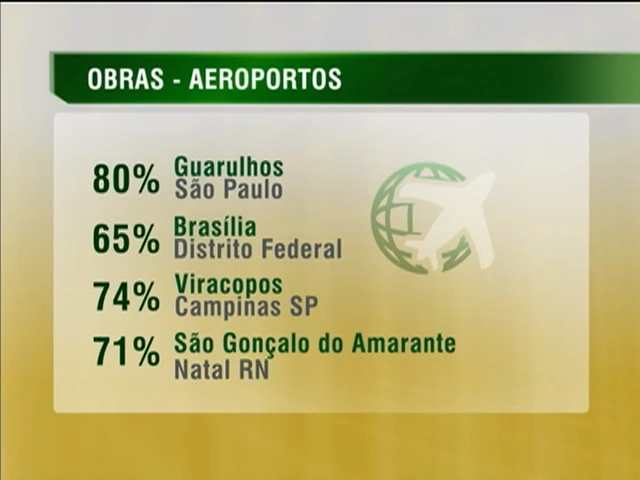 OBRAS - AEROPORTOS
80% Guarulhos
São Paulo
65% Brasília
Distrito Federal
74% Viracopos
Campinas SP
71% São Gonçalo do Amarante
Natal RN